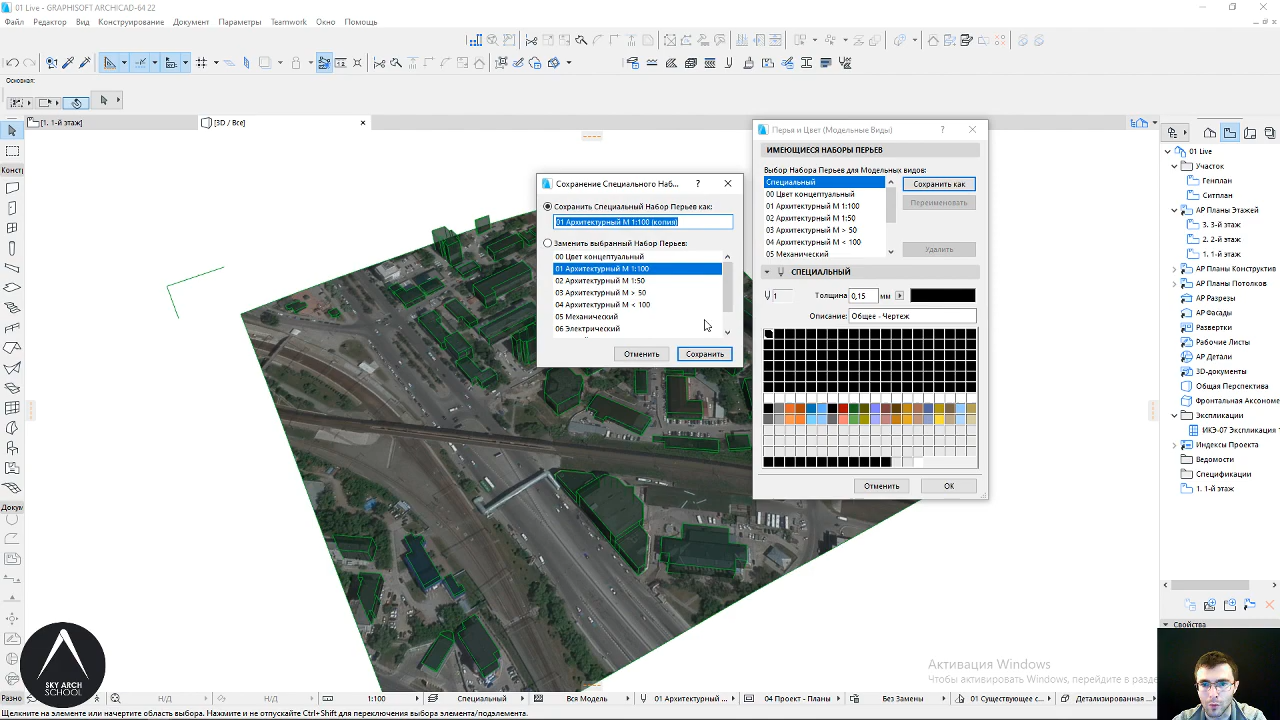 01 Live - GRAPHISOFT ARCHICAD-64 22
Файл Редактор Вид Конструирование Документ Параметры Teamwork Окно Помощь
Основная:
[1. 1-й этаж]
[3D / Все]
Констр
Докум
Разно
Сохранение Специального Наб...
Сохранить Специальный Набор Перьев как:
01 Архитектурный М 1:100 (копия)
Заменить выбранный Набор Перьев:
00 Цвет концептуальный
01 Архитектурный М 1:100
02 Архитектурный М 1:50
03 Архитектурный М > 50
04 Архитектурный М < 100
05 Механический
06 Электрический
Отменить Сохранить
Перья и Цвет (Модельные Виды)
ИМЕЮЩИЕСЯ НАБОРЫ ПЕРЬЕВ
Выбор Набора Перьев для Модельных видов:
Специальный
00 Цвет концептуальный
01 Архитектурный М 1:100
02 Архитектурный М 1:50
03 Архитектурный М > 50
04 Архитектурный М < 100
05 Механический
Сохранить как
Переименовать
Удалить
СПЕЦИАЛЬНЫЙ
1 Толщина 0,15 мм
Описание: Общее - Чертеж
Отменить OK
01 Live
Участок
Генплан
Ситплан
АР Планы Этажей
3. 3-й этаж
2. 2-й этаж
1. 1-й этаж
АР Планы Конструктив
АР Планы Потолков
АР Разрезы
АР Фасады
Развертки
Рабочие Листы
АР Детали
3D-документы
Общая Перспектива
Фронтальная Аксономе
Экспликации
ИКЭ-07 Экспликация 1
Индексы Проекта
Ведомости
Спецификации
1. 1-й этаж
Свойства
Активация Windows
Чтобы активировать Windows, перейдите в разде
SKY ARCH
SCHOOL
Н/Д Н/Д 1:100 Специальный Вся Модель 01 Архитектурный ... 04 Проект - Планы Без Замены 01 Существующее с... Детализированная ...
Щелкните на элементе или начертите область выбора. Нажмите и не отпускайте Ctrl+Shift для переключения выбора элемента/подэлемента.